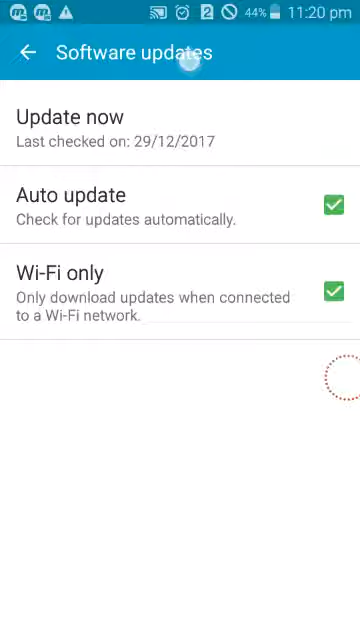 2 44% 11:20 pm
Software updates
Update now
Last checked on: 29/12/2017
Auto update
Check for updates automatically.
Wi-Fi only
Only download updates when connected
to a Wi-Fi network.